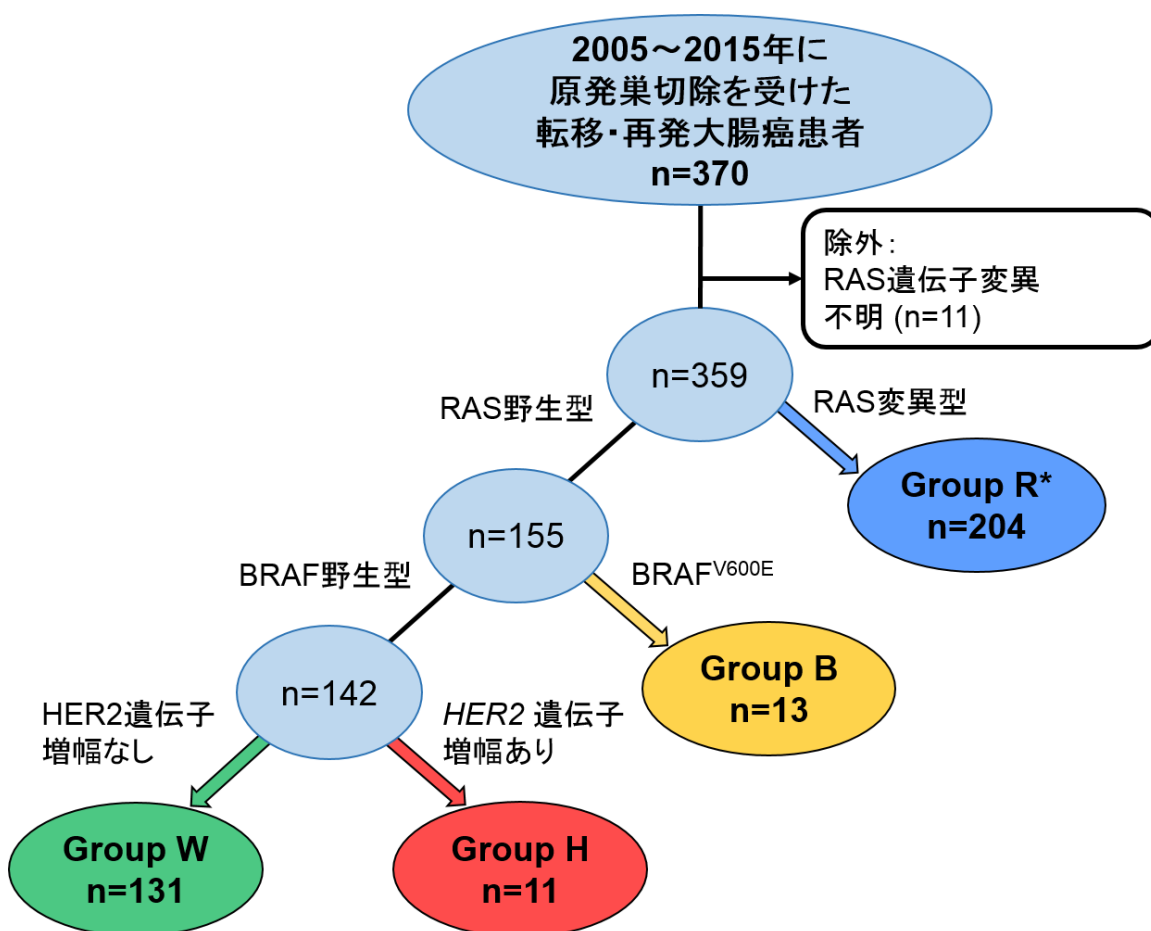 2005～2015年に
原発巣切除を受けた
転移・再発大腸癌患者
n=370
除外：
RAS遺伝子変異
不明 (n=11)
n=359
RAS野生型
RAS変異型
Group R*
n=204
n=155
BRAF野生型
BRAFV600E
Group B
n=13
n=142
HER2遺伝子
増幅なし
HER2 遺伝子
増幅あり
Group W
n=131
Group H
n=11